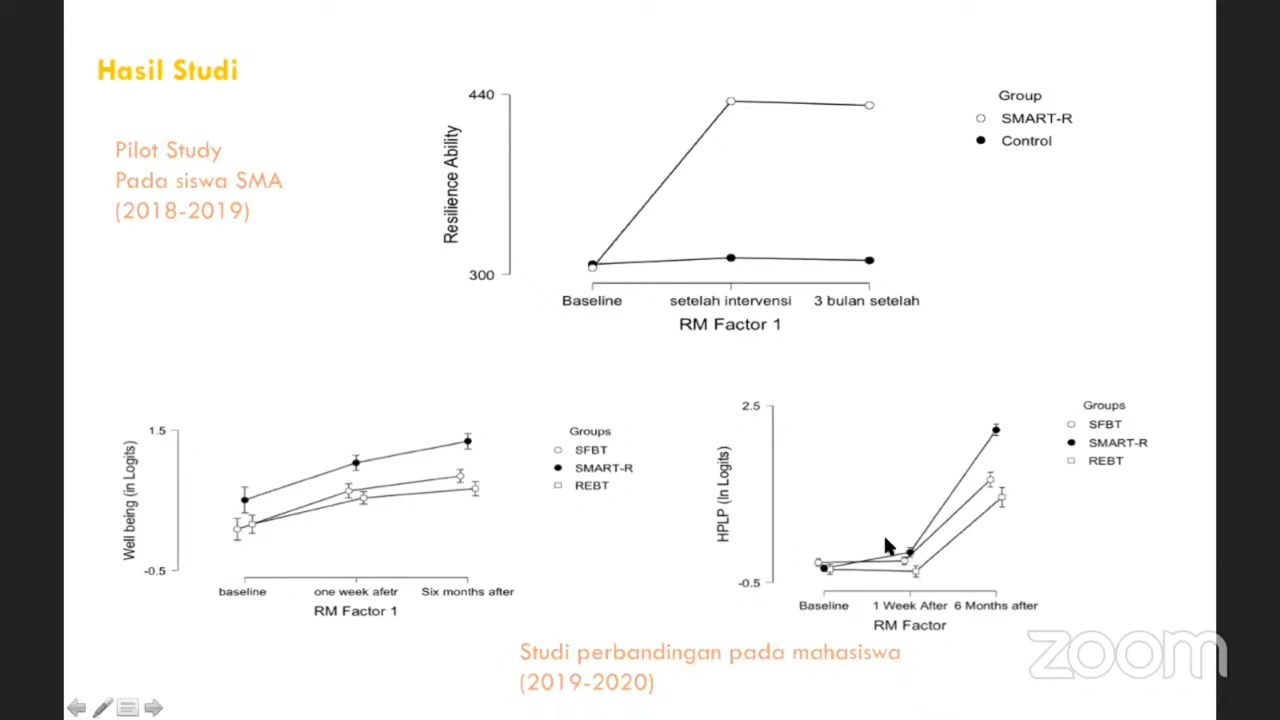 Hasil Studi
Pilot Study
Pada siswa SMA
(2018-2019)
440
300
Resilience Ability
Baseline
setelah intervensi
3 bulan setelah
RM Factor 1
Group
SMART-R
Control
1.5
-0.5
Well being (in Logits)
baseline
one week afetr
Six months after
RM Factor 1
Groups
SFBT
SMART-R
REBT
2.5
-0.5
HPLP (In Logits)
Baseline
1 Week After
6 Months after
RM Factor
Groups
SFBT
SMART-R
REBT
Studi perbandingan pada mahasiswa
(2019-2020)
zoom